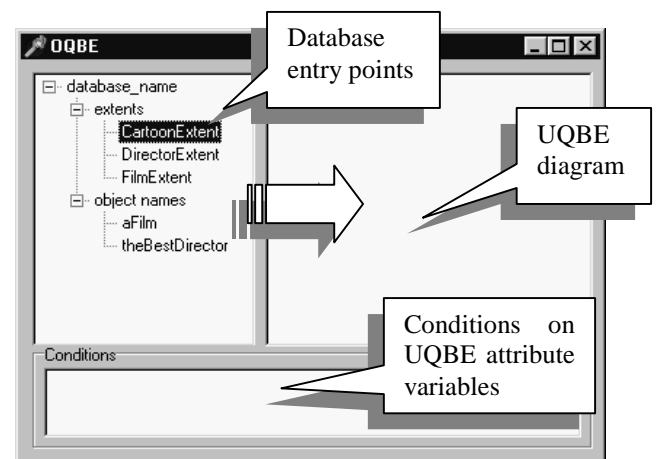 OQBE
Database
entry points
database_name
extents
CartoonExtent
DirectorExtent
FilmExtent
object names
aFilm
theBestDirector
UQBE
diagram
Conditions on
UQBE attribute
variables
Conditions